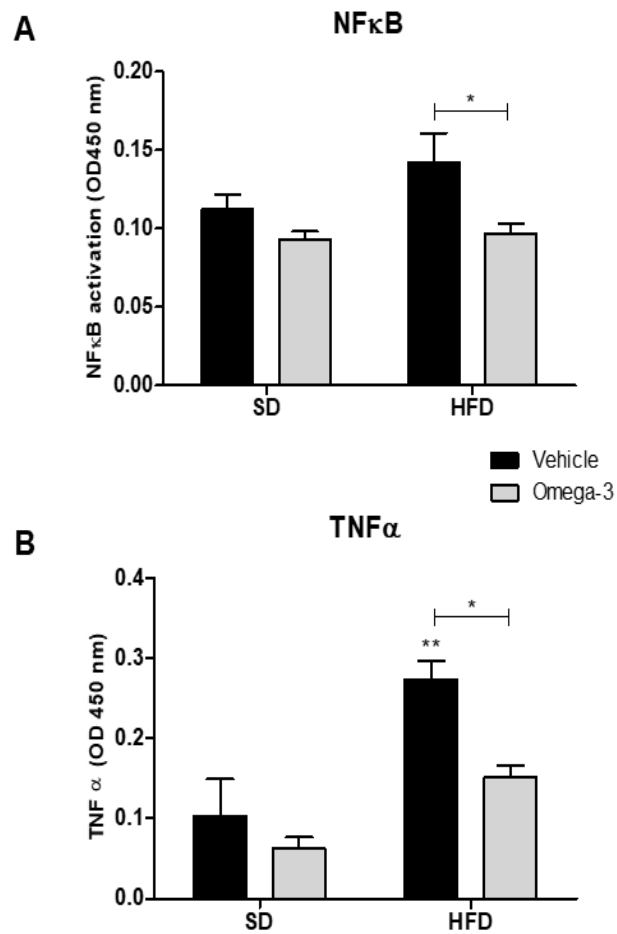 A
NFκB
NFκB activation (OD450 nm)
0.20
0.15
0.10
0.05
0.00
*
SD
HFD
Vehicle
Omega-3
B
TNFα
TNF α (OD 450 nm)
0.4
0.3
0.2
0.1
0.0
*
**
SD
HFD